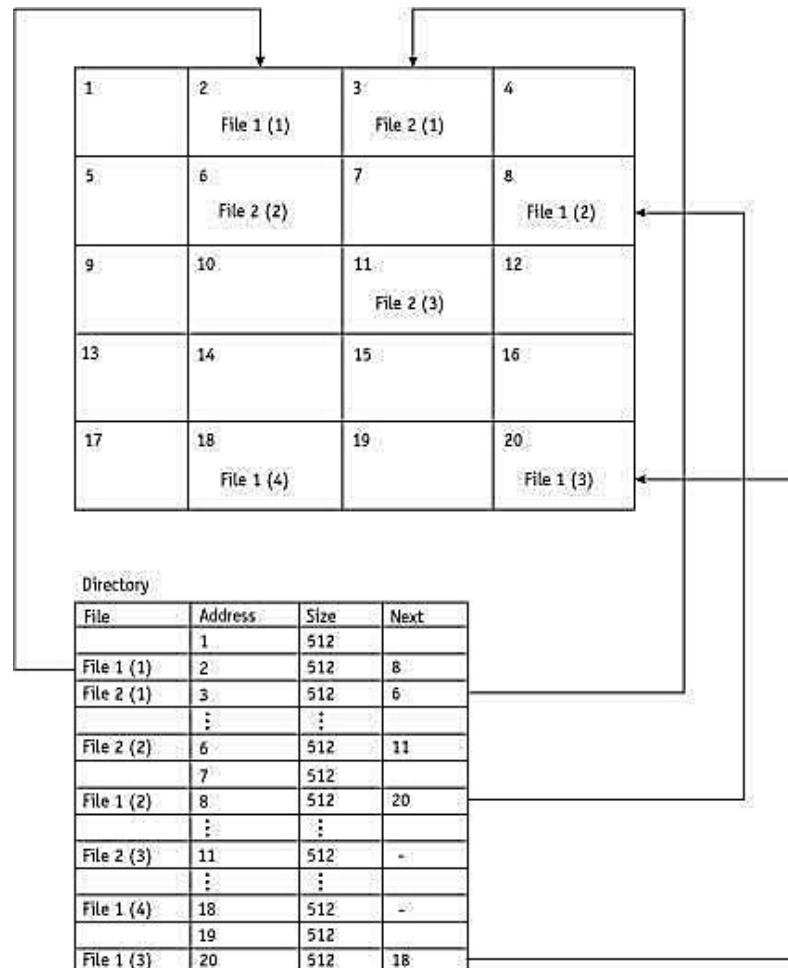 1 2 3 4
File 1 (1) File 2 (1)
5 6 7 8
File 2 (2) File 1 (2)
9 10 11 12
File 2 (3)
13 14 15 16
17 18 19 20
File 1 (4) File 1 (3)
Directory
File Address Size Next
1 512
File 1 (1) 2 512 8
File 2 (1) 3 512 6
⋮ ⋮
File 2 (2) 6 512 11
7 512
File 1 (2) 8 512 20
⋮ ⋮
File 2 (3) 11 512 -
⋮ ⋮
File 1 (4) 18 512 -
19 512
File 1 (3) 20 512 18